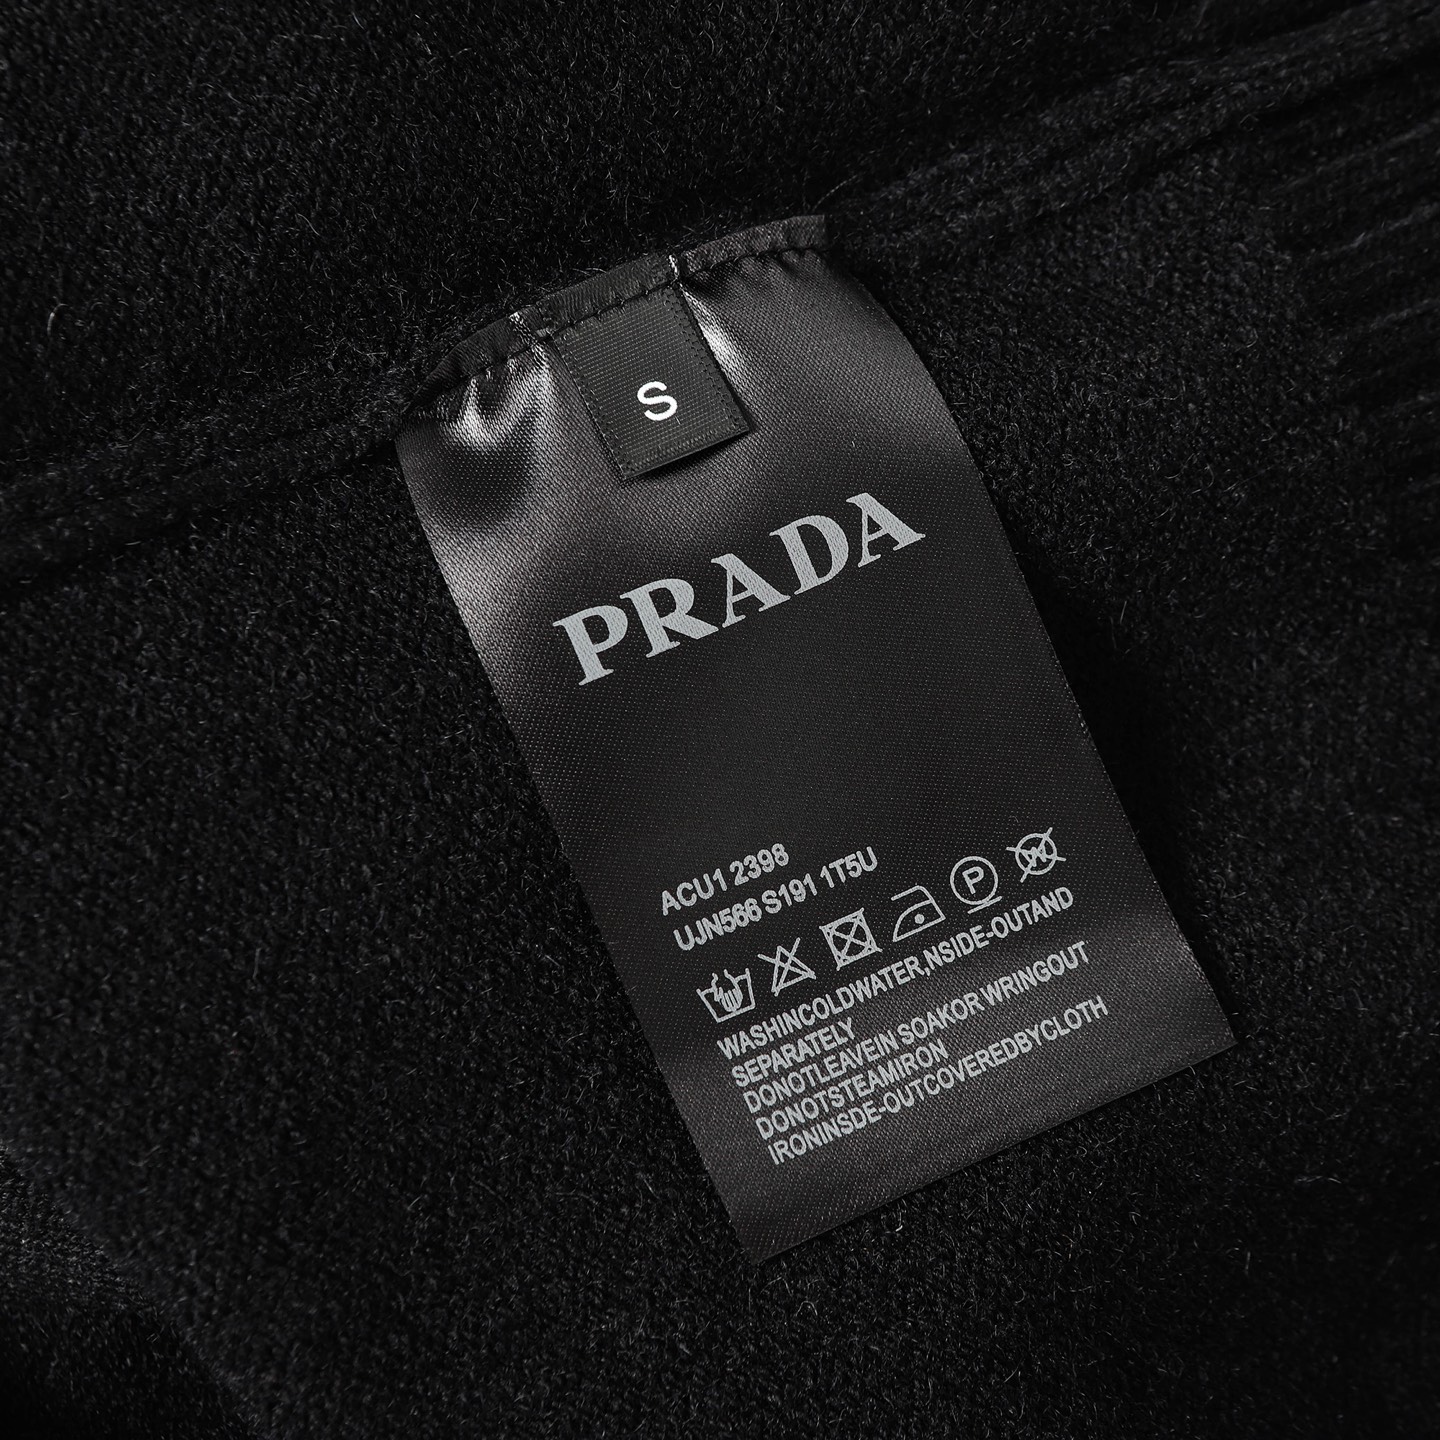 S
PRADA
ACU1 2398
UJN566 S191 1T5U
P
W
WASHINCOLDWATER,NSIDE-OUTAND
SEPARATELY
DONOTLEAVEIN SOAKOR WRINGOUT
DONOTSTEAMIRON
IRONINSDE-OUTCOVEREDBYCLOTH